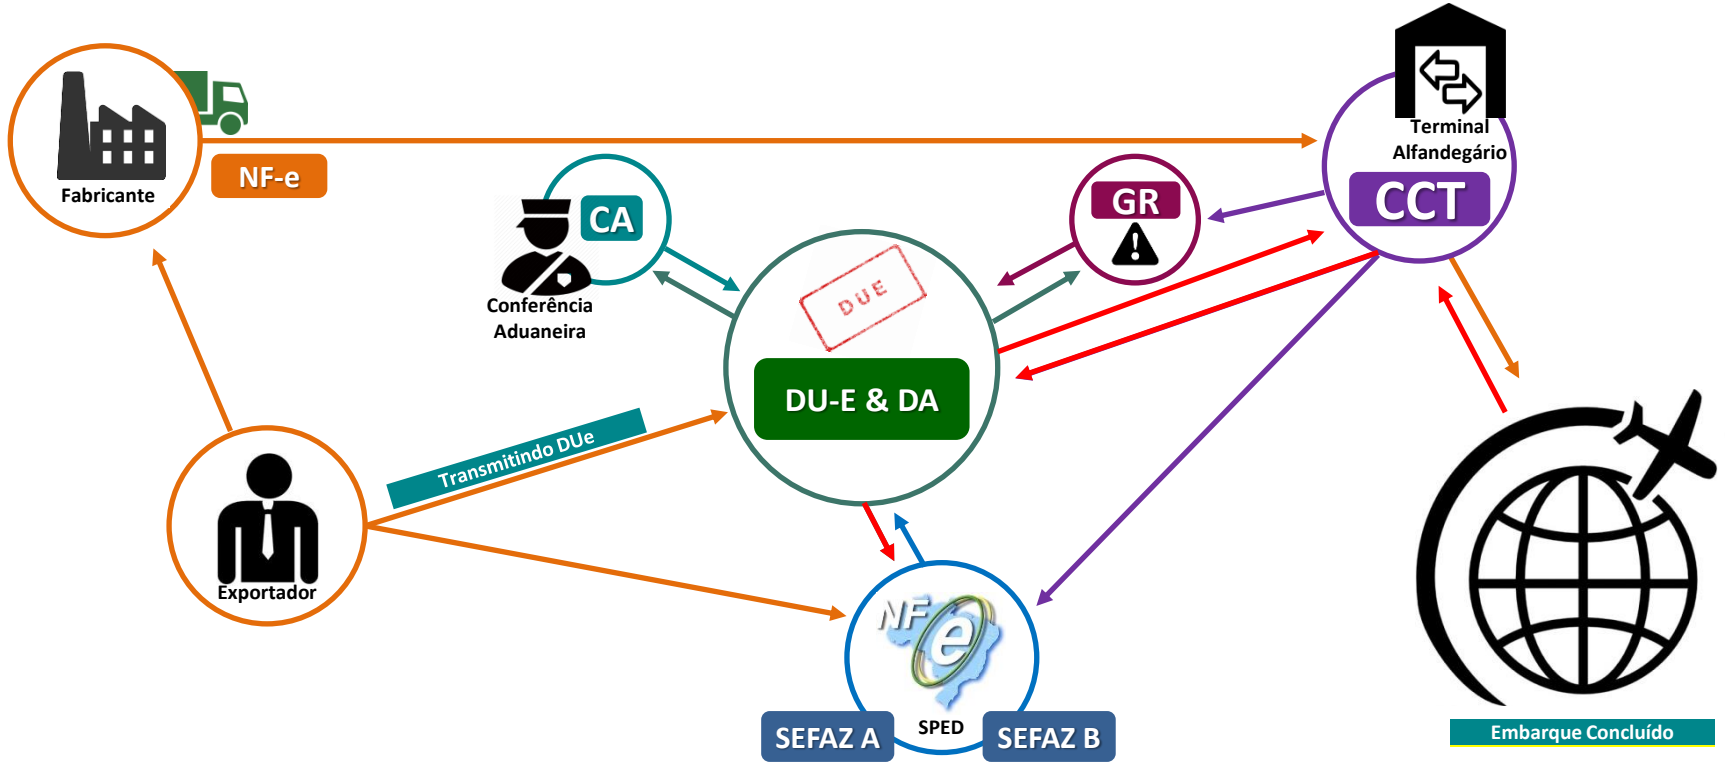 Fabricante
NF-e
Terminal
Alfandegário
CCT
CA
GR
Conferência
Aduaneira
DUE
DU-E & DA
Transmitindo DUe
Exportador
NF
e
SPED
SEFAZ A
SEFAZ B
Embarque Concluído